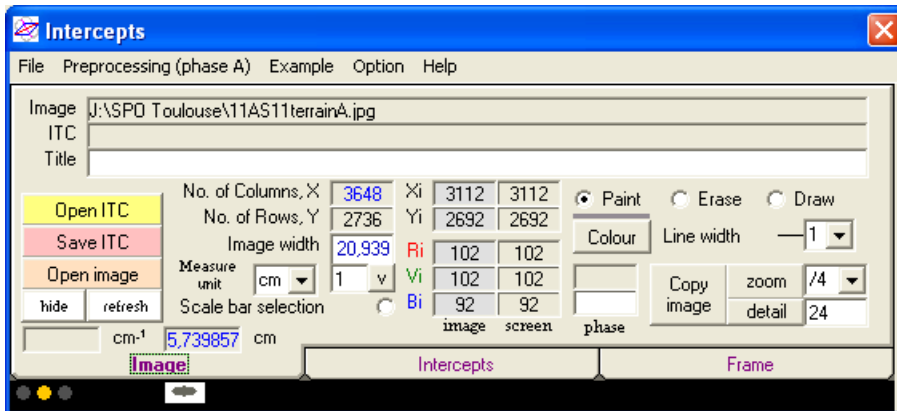 Intercepts
File Preprocessing (phase A) Example Option Help
Image J:\SPO Toulouse\11AS11terrainA.jpg
ITC
Title
No. of Columns, X 3648 Xi 3112 3112 Paint Erase Draw
Open ITC No. of Rows, Y 2736 Yi 2692 2692
Save ITC Image width 20,939 Ri 102 102 Colour Line width 1
Open image Measure unit cm 1 v Vi 102 102 Copy image zoom /4
hide refresh Scale bar selection Bi 92 92 detail 24
image screen phase
cm-1 5,739857 cm
Image Intercepts Frame